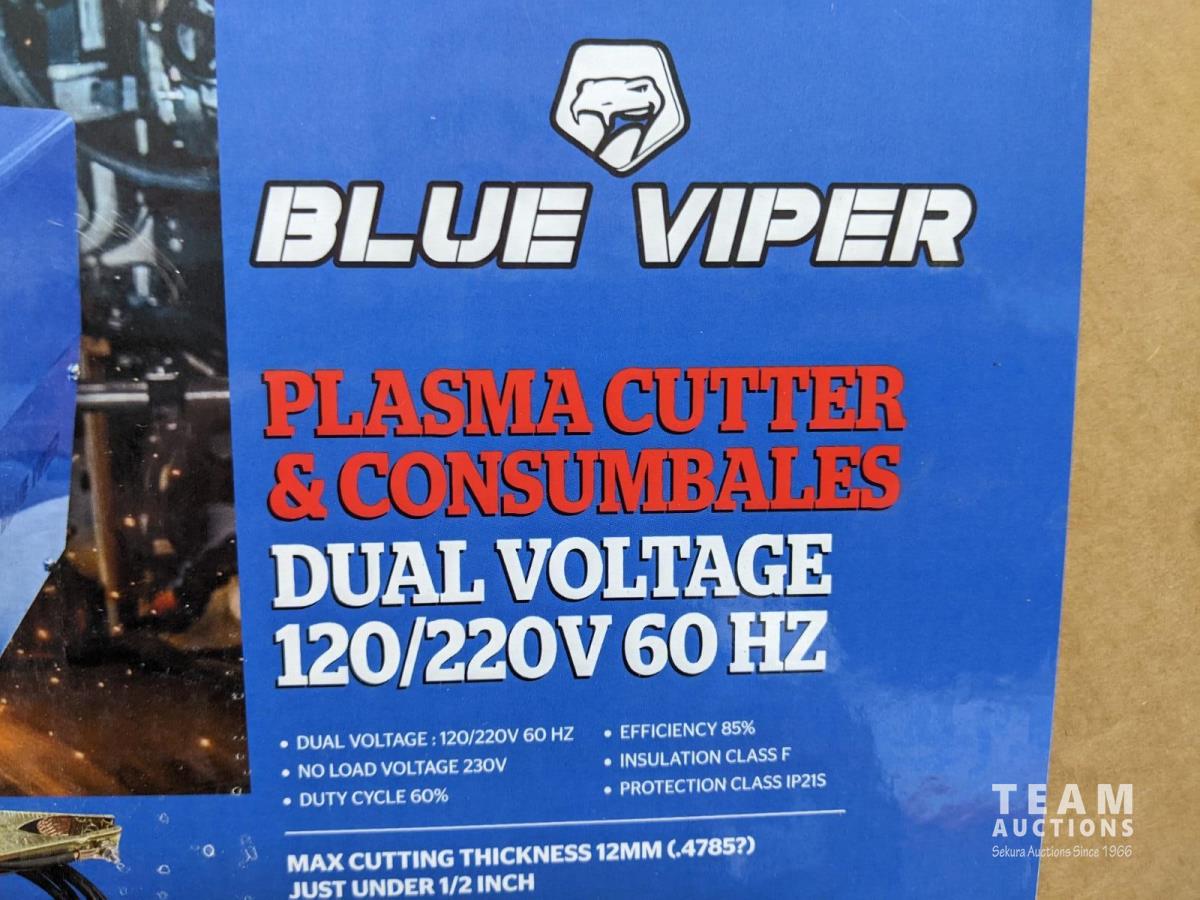 BLUE VIPER
PLASMA CUTTER
& CONSUMBALES
DUAL VOLTAGE
120/220V 60 HZ
• DUAL VOLTAGE : 120/220V 60 HZ
• NO LOAD VOLTAGE 230V
• DUTY CYCLE 60%
• EFFICIENCY 85%
• INSULATION CLASS F
• PROTECTION CLASS IP21S
MAX CUTTING THICKNESS 12MM (.4785?)
JUST UNDER 1/2 INCH
TEAM
AUCTIONS
Sekura Auctions Since 1966